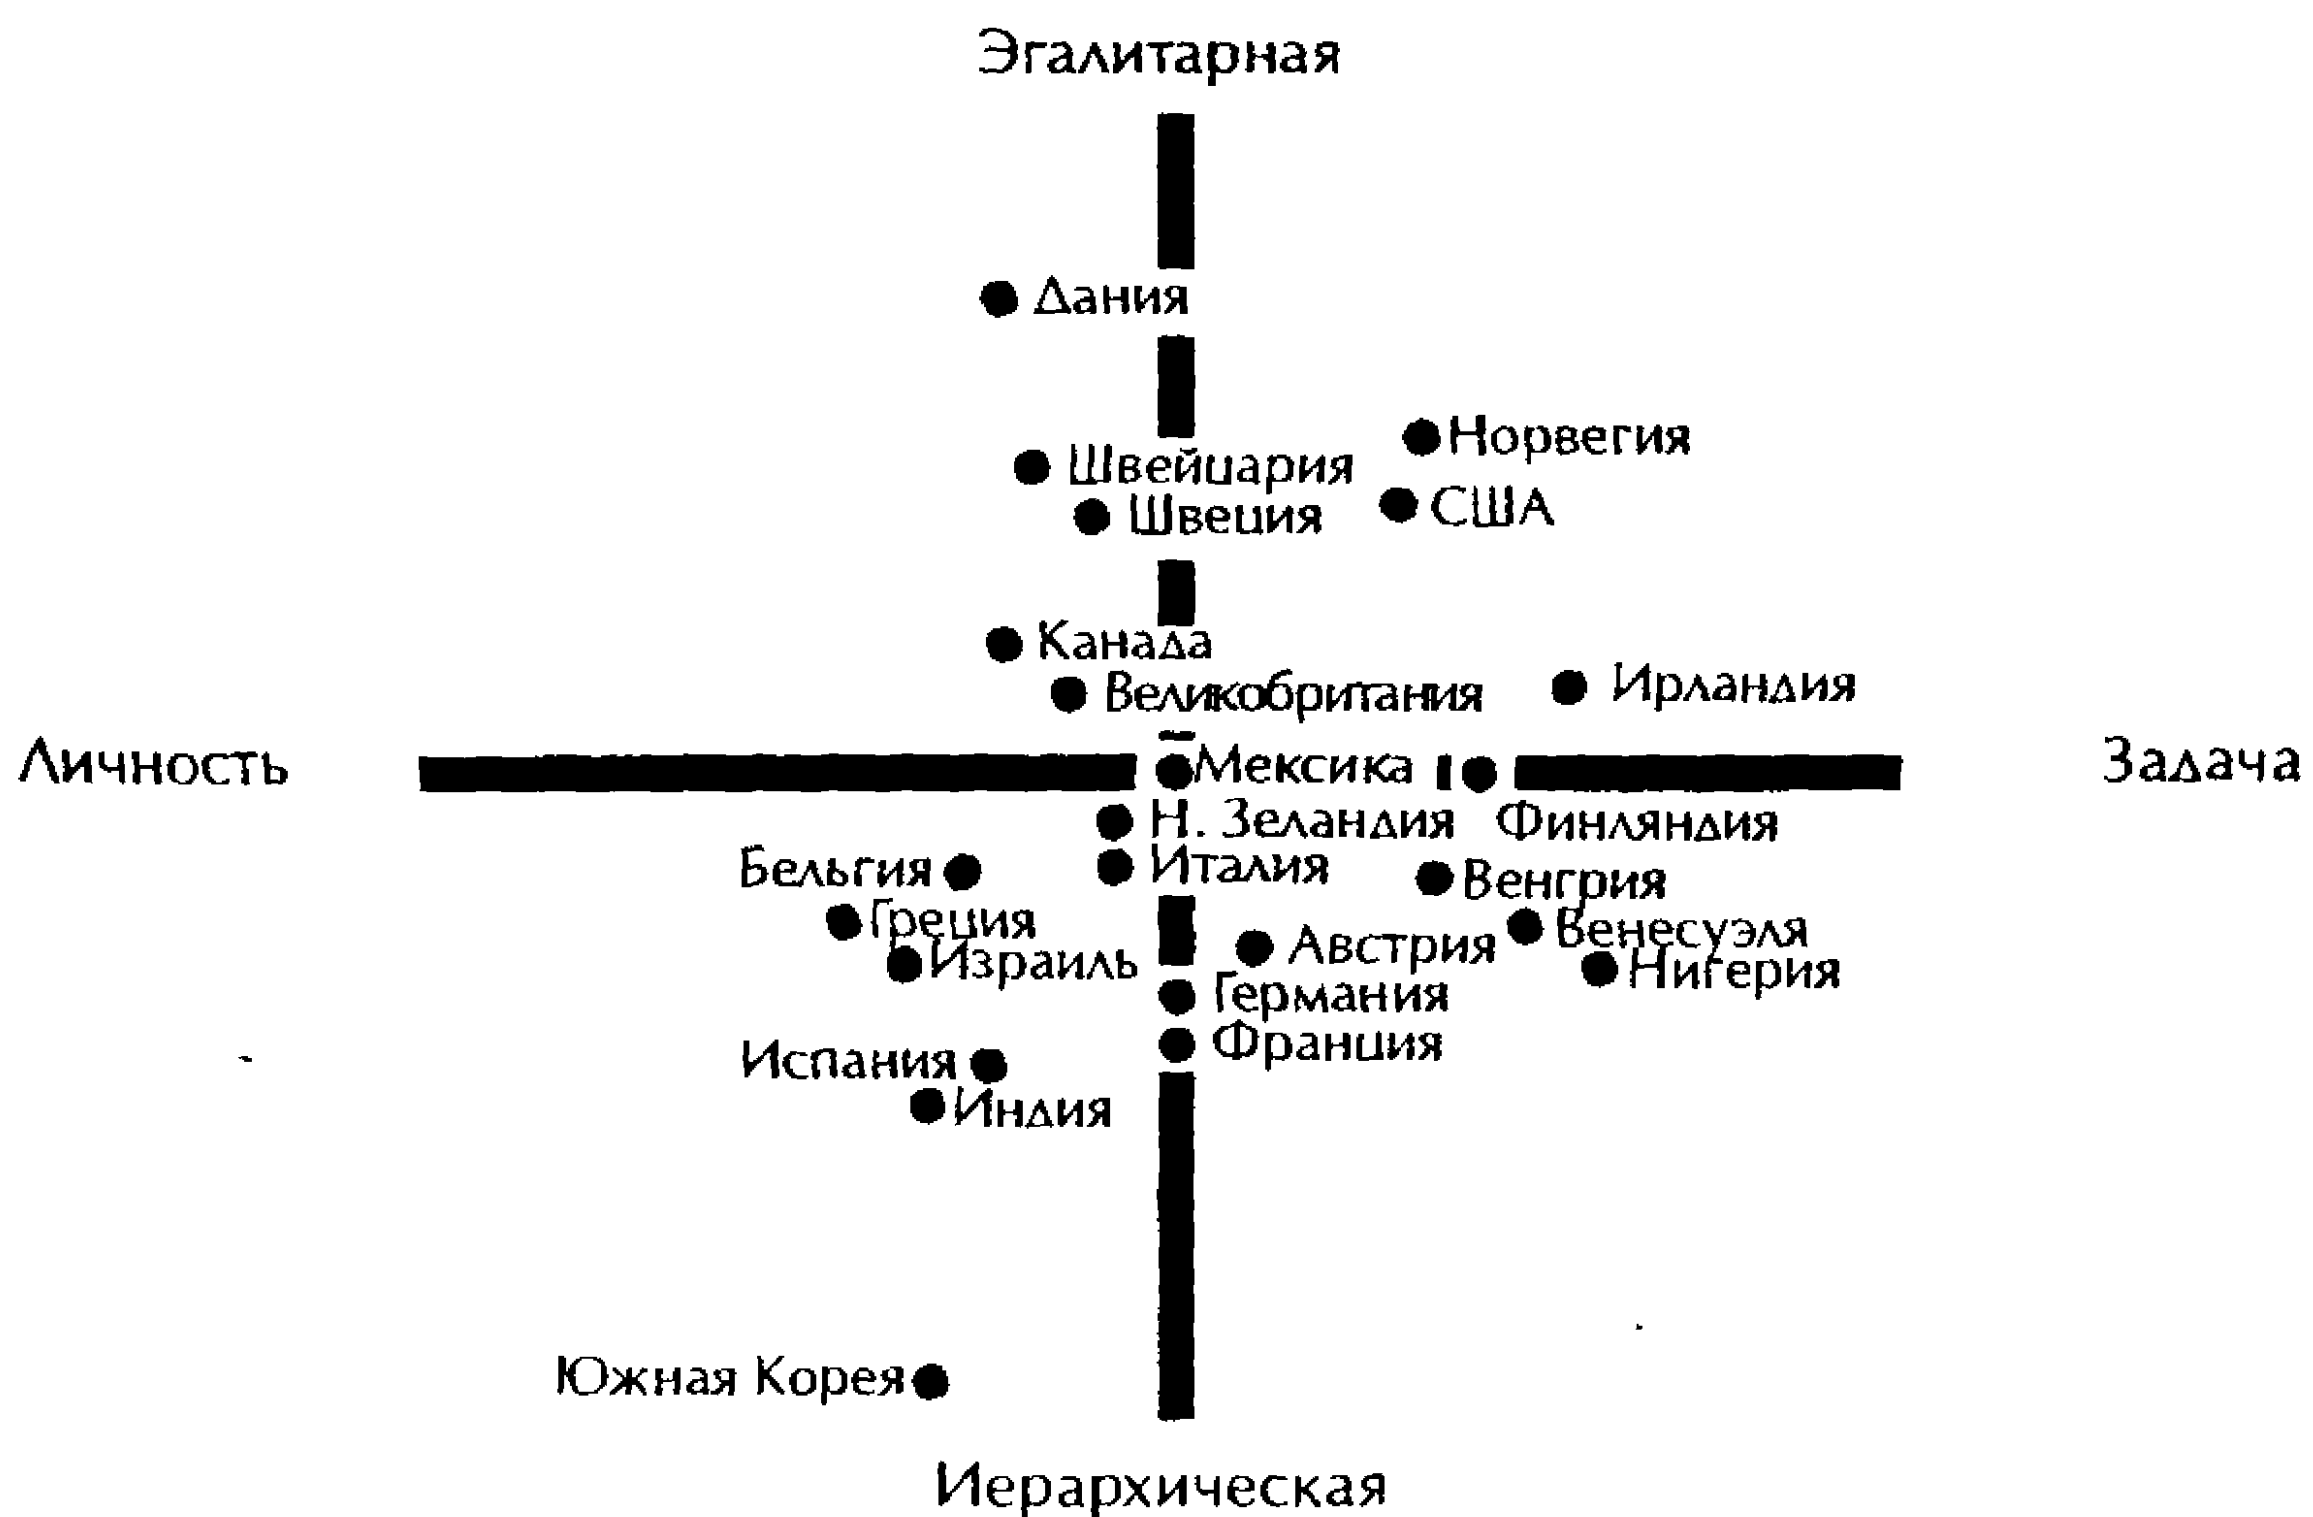 Эгалитарная
Дания
Норвегия
Швейцария
США
Швеция
Канада
Ирландия
Великобритания
Личность
Мексика
Задача
Н. Зеландия
Финляндия
Бельгия
Италия
Венгрия
Греция
Венесуэля
Израиль
Австрия
Нигерия
Германия
Франция
Испания
Индия
Южная Корея
Иерархическая